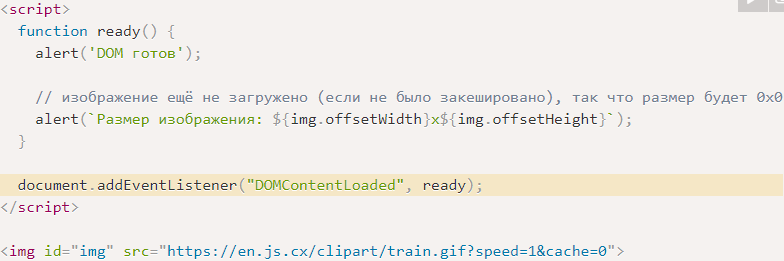 <script>
function ready() {
alert('DOM готов');
// изображение ещё не загружено (если не было закешировано), так что размер будет 0x0
alert(`Размер изображения: ${img.offsetWidth}x${img.offsetHeight}`);
}
document.addEventListener("DOMContentLoaded", ready);
</script>
<img id="img" src="https://en.js.cx/clipart/train.gif?speed=1&cache=0">